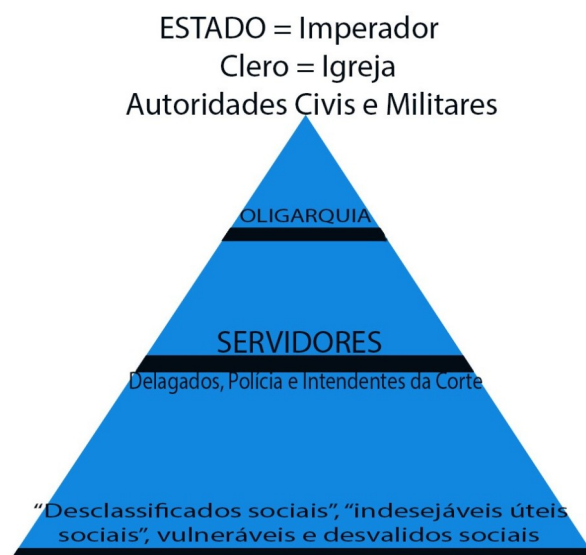 ESTADO = Imperador
Clero = Igreja
Autoridades Civis e Militares
OLIGARQUIA
SERVIDORES
Delagados, Polícia e Intendentes da Corte
“Desclassificados sociais”, “indesejáveis úteis
sociais”, vulneráveis e desvalidos sociais